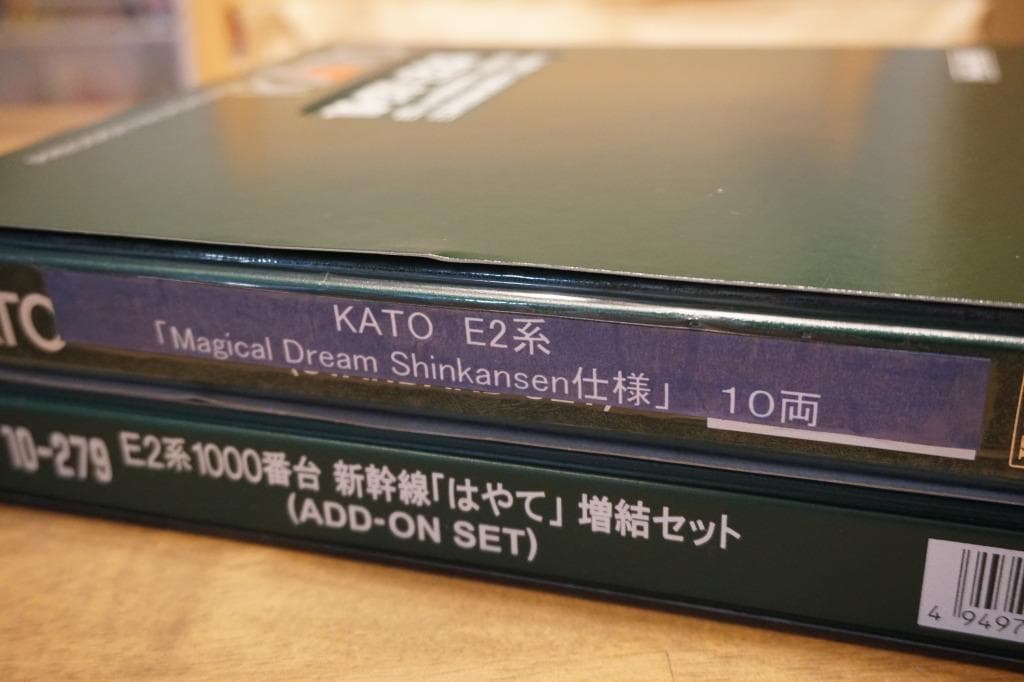 KATO E2系
「Magical Dream Shinkansen仕様」 10両
10-279 E2系1000番台 新幹線「はやて」 増結セット
(ADD-ON SET)
4 9497